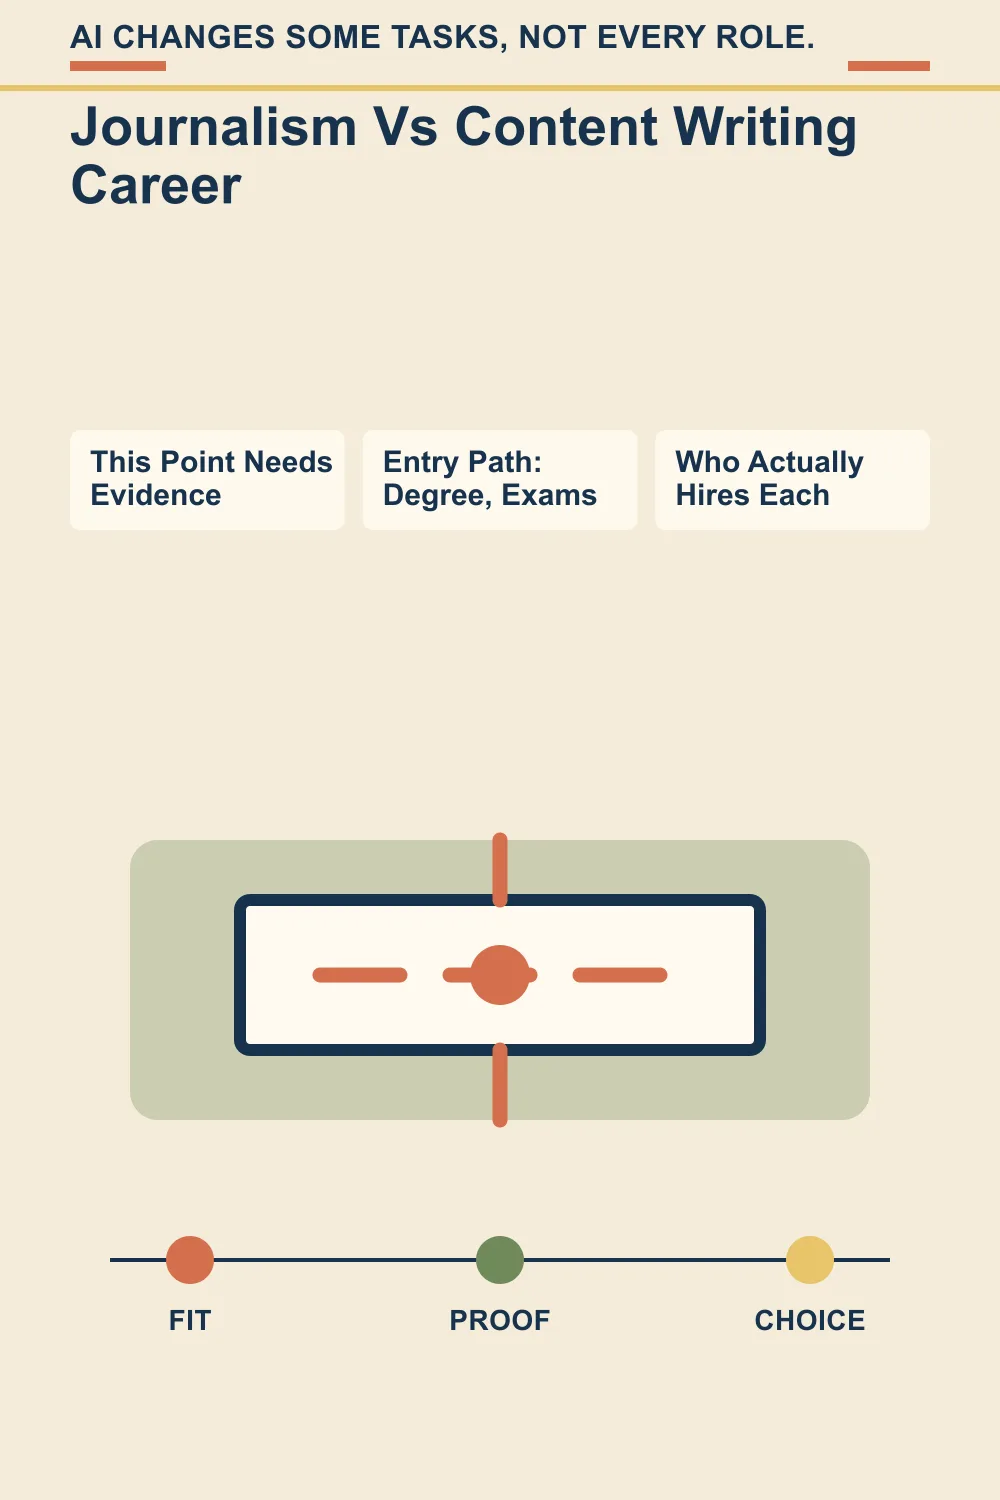 AI CHANGES SOME TASKS, NOT EVERY ROLE.
Journalism Vs Content Writing
Career
This Point Needs
Evidence
Entry Path:
Degree, Exams
Who Actually
Hires Each
FIT
PROOF
CHOICE